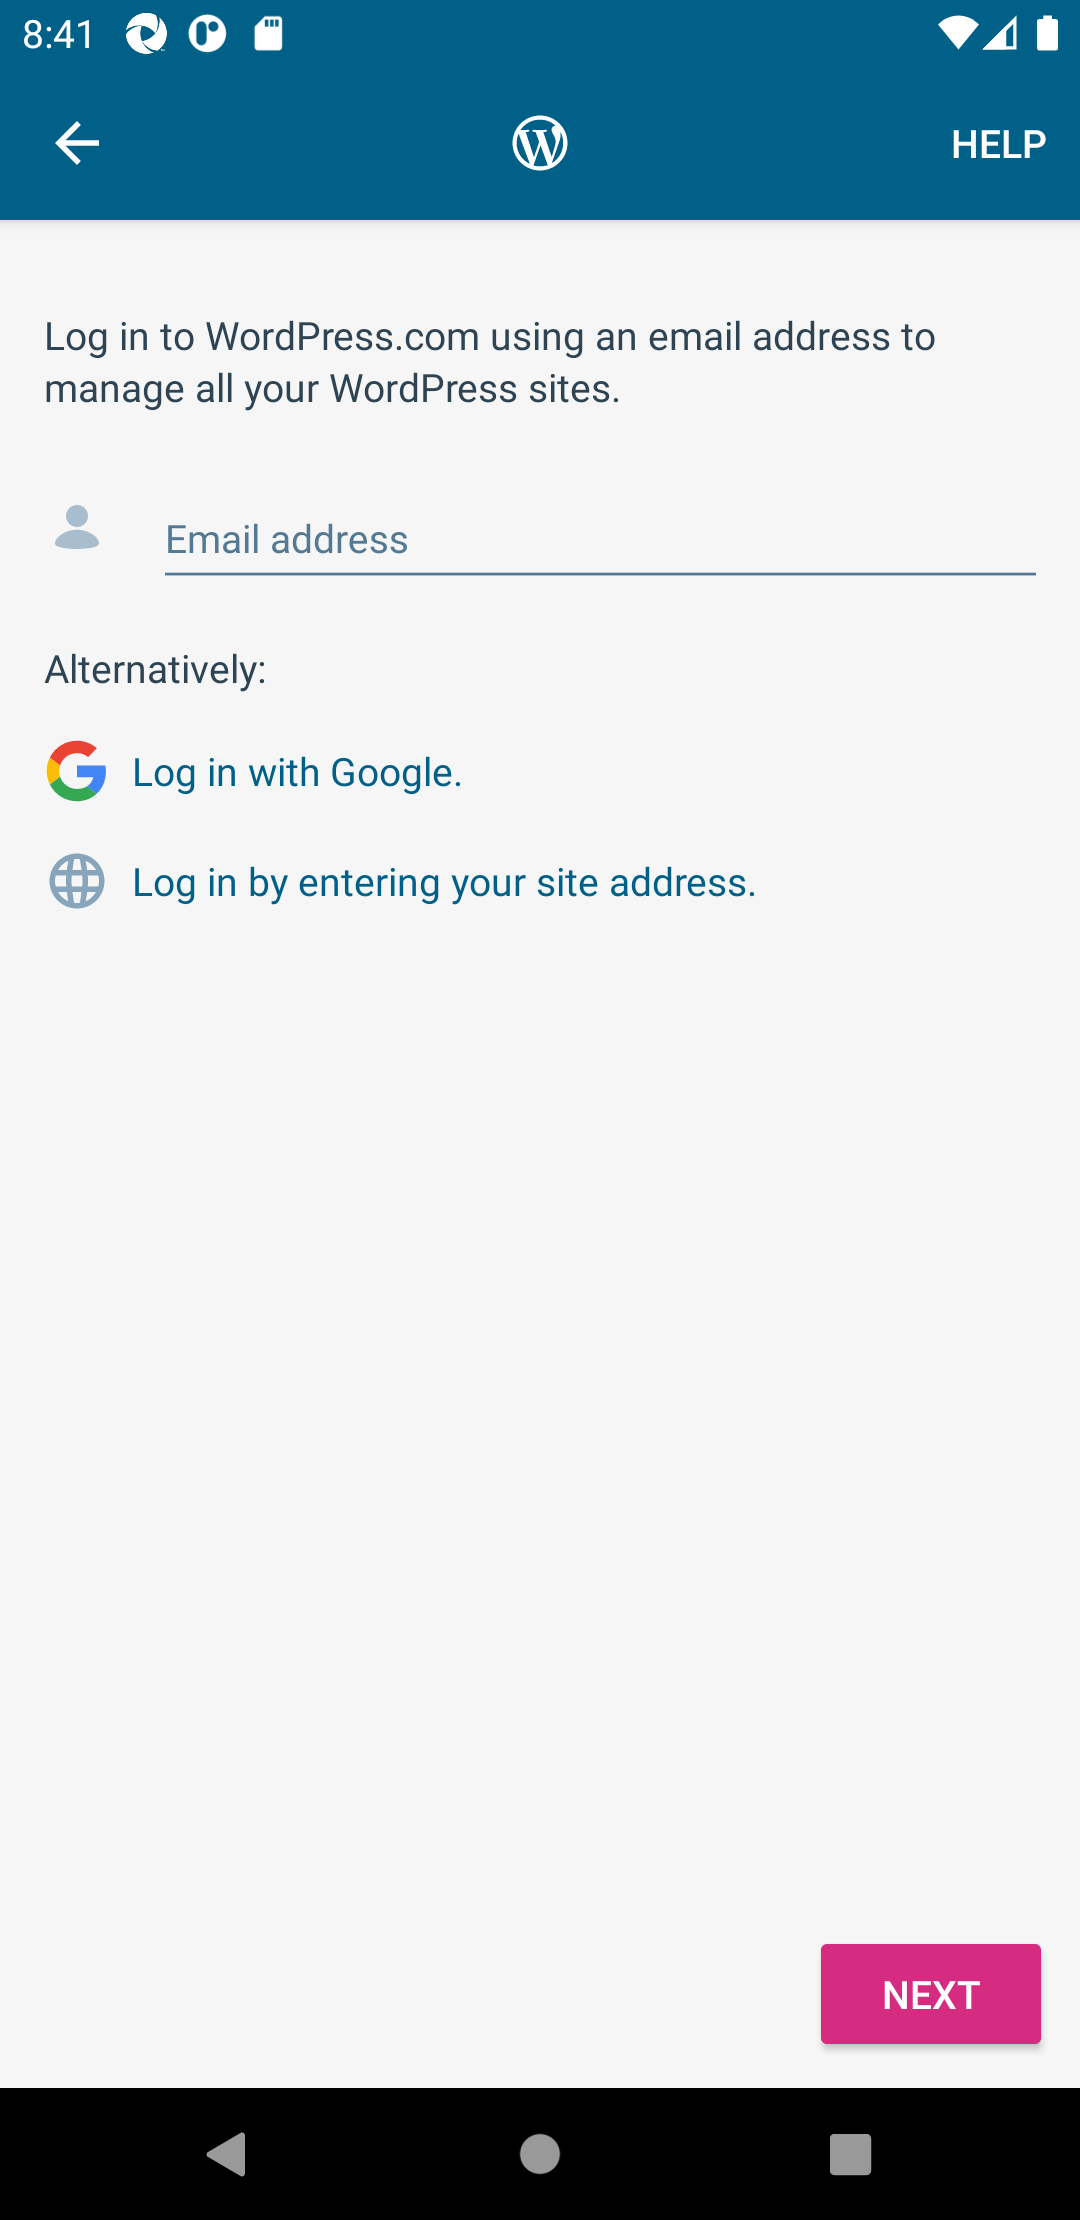 8:41
HELP
Log in to WordPress.com using an email address to
manage all your WordPress sites.
Email address
Alternatively:
Log in with Google.
Log in by entering your site address.
NEXT